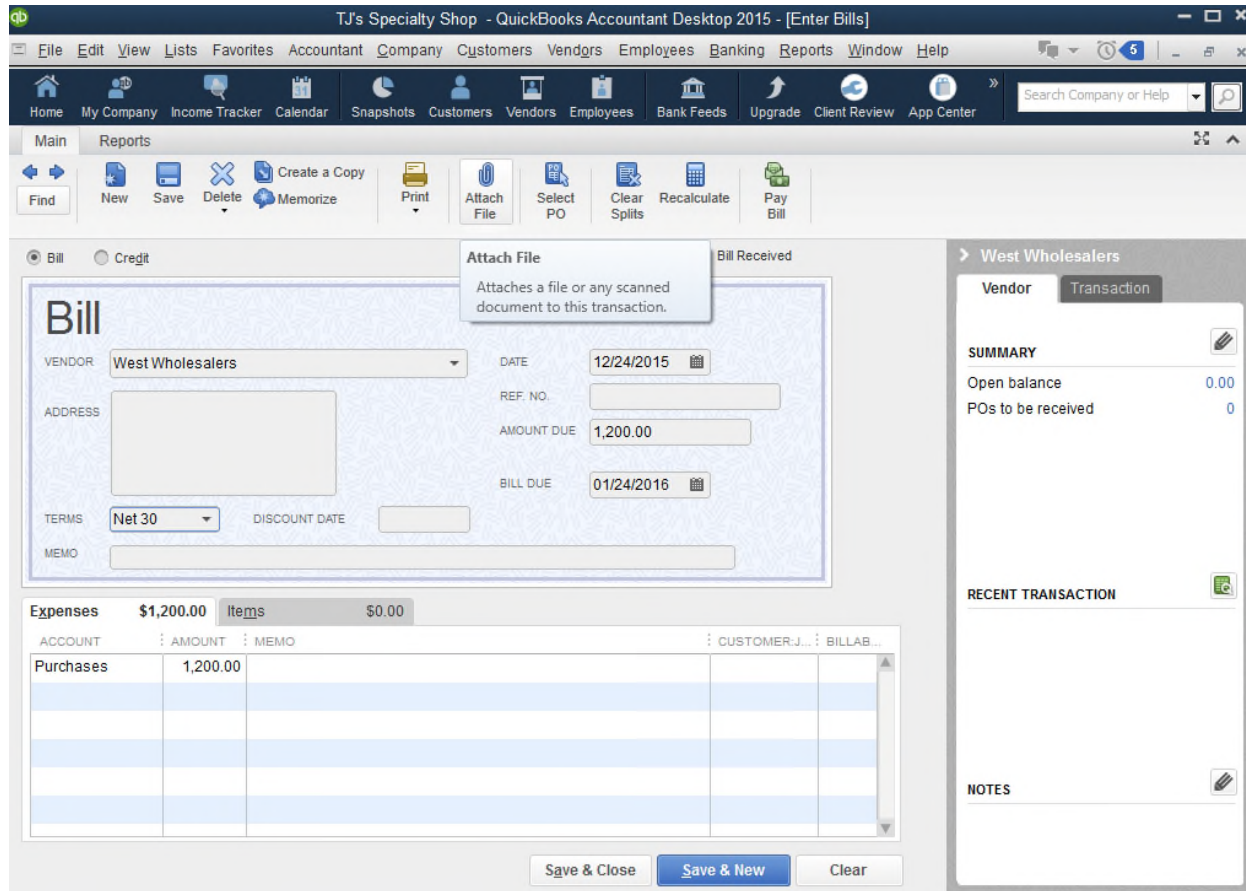 qb TJ's Specialty Shop - QuickBooks Accountant Desktop 2015 - [Enter Bills]
File Edit View Lists Favorites Accountant Company Customers Vendors Employees Banking Reports Window Help 5
Home My Company Income Tracker Calendar Snapshots Customers Vendors Employees Bank Feeds Upgrade Client Review App Center » Search Company or Help
Main Reports
Find New Save Delete Create a Copy Memorize Print Attach File Select PO Clear Splits Recalculate Pay Bill
Bill Credit Bill Received
Attach File
Attaches a file or any scanned
document to this transaction.
Bill
VENDOR West Wholesalers DATE 12/24/2015
ADDRESS REF. NO.
AMOUNT DUE 1,200.00
BILL DUE 01/24/2016
TERMS Net 30 DISCOUNT DATE
MEMO
Expenses $1,200.00 Items $0.00
ACCOUNT AMOUNT MEMO CUSTOMER:J... BILLAB...
Purchases 1,200.00
Save & Close Save & New Clear
West Wholesalers
Vendor Transaction
SUMMARY
Open balance 0.00
POs to be received 0
RECENT TRANSACTION
NOTES